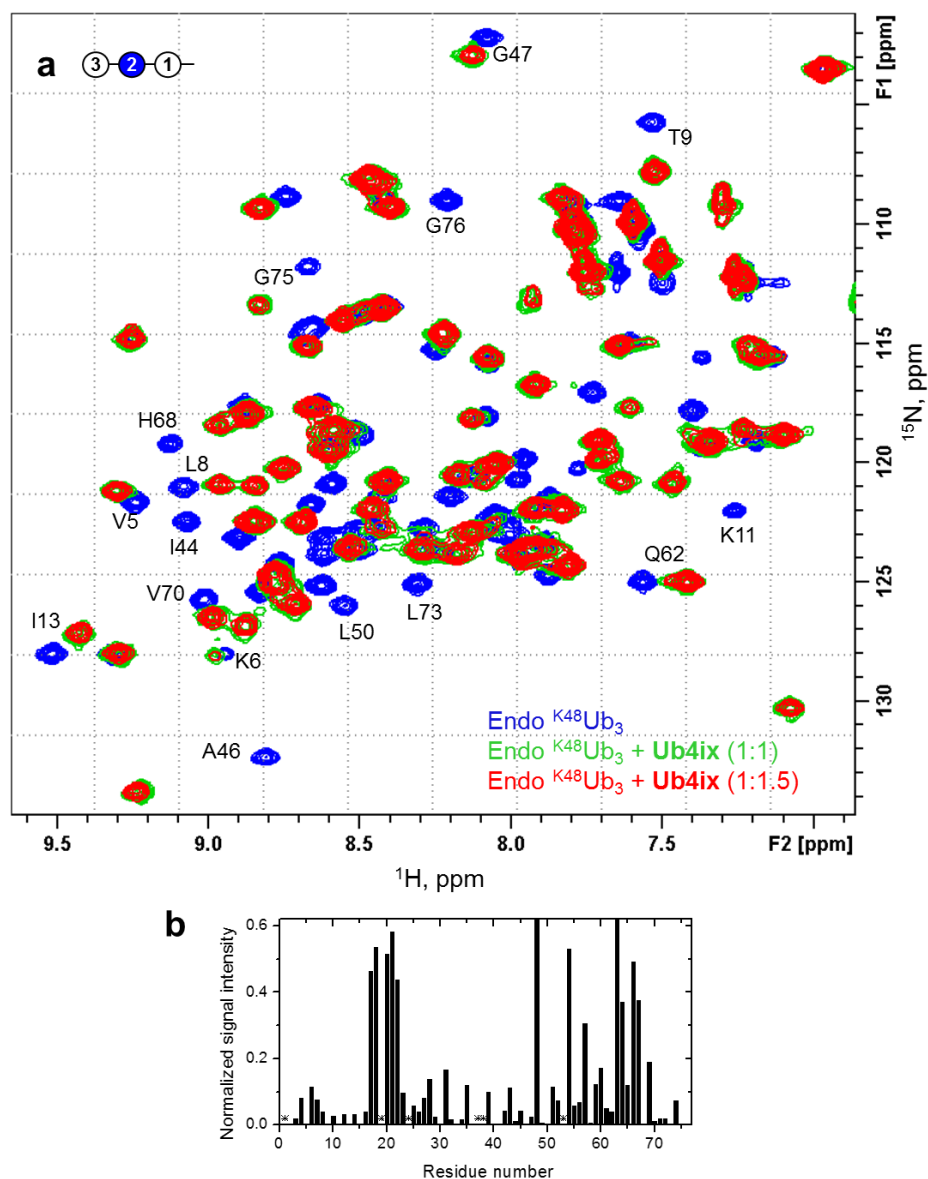 a
3 2 1
G47
F1 [ppm]
T9
G76
110
G75
115
¹⁵N, ppm
H68
L8
120
V5
I44
K11
Q62
125
V70
L73
L50
I13
K6
130
Endo ᴷ⁴⁸Ub₃
A46
Endo ᴷ⁴⁸Ub₃ + Ub4ix (1:1)
Endo ᴷ⁴⁸Ub₃ + Ub4ix (1:1.5)
9.5 9.0 8.5 8.0 7.5 F2 [ppm]
¹H, ppm
b
Normalized signal intensity
0.6
0.4
0.2
0.0
* * * ** *
0 10 20 30 40 50 60 70
Residue number